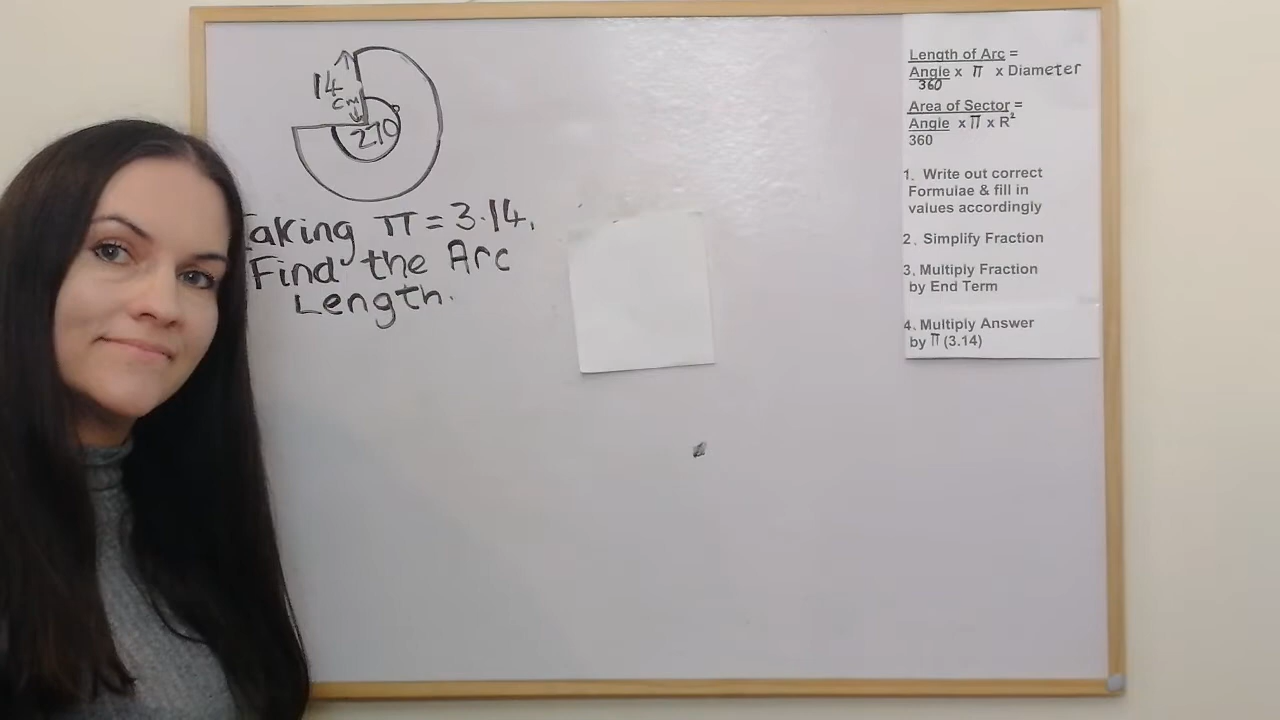 14
cm
270
Taking π = 3.14.
Find the Arc
Length.
Length of Arc =
Angle x π x Diameter
360
Area of Sector =
Angle x π x R²
360
1. Write out correct
Formulae & fill in
values accordingly
2. Simplify Fraction
3. Multiply Fraction
by End Term
4. Multiply Answer
by π (3.14)